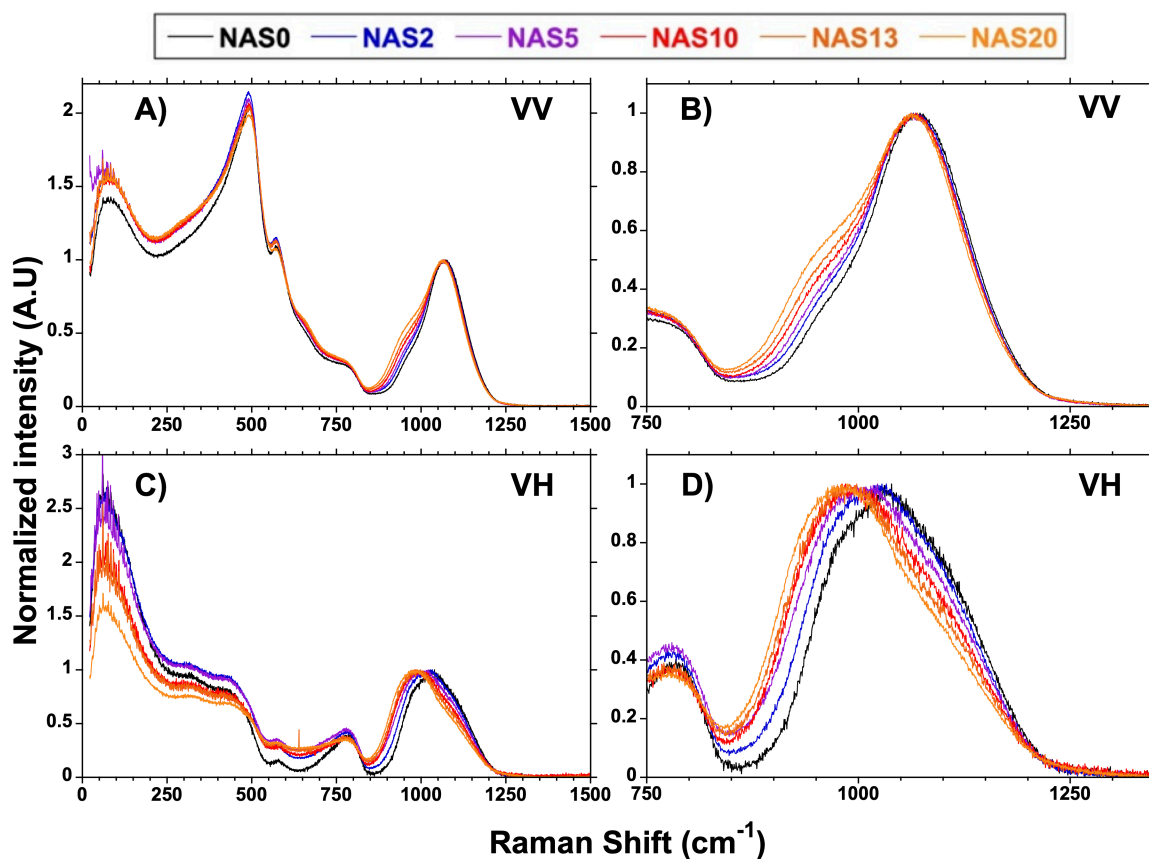 NAS0 NAS2 NAS5 NAS10 NAS13 NAS20
A) VV
B) VV
C) VH
D) VH
2
1.5
1
0.5
0
0 250 500 750 1000 1250 1500
1
0.8
0.6
0.4
0.2
0
750 1000 1250
3
2.5
2
1.5
1
0.5
0
0 250 500 750 1000 1250 1500
1
0.8
0.6
0.4
0.2
0
750 1000 1250
Normalized intensity (A.U)
Raman Shift (cm⁻¹)